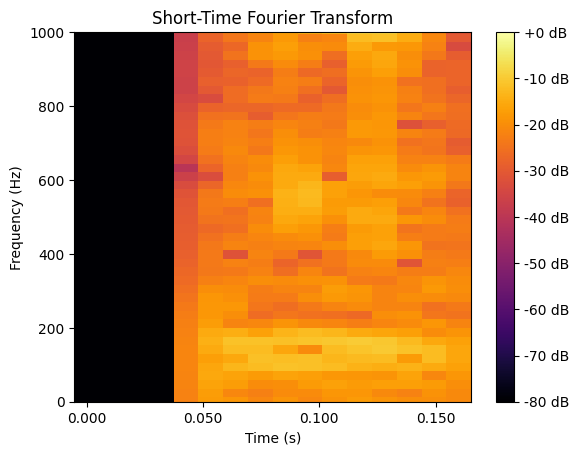 Short-Time Fourier Transform
1000
800
600
400
200
0
Frequency (Hz)
0.000
0.050
0.100
0.150
Time (s)
+0 dB
-10 dB
-20 dB
-30 dB
-40 dB
-50 dB
-60 dB
-70 dB
-80 dB